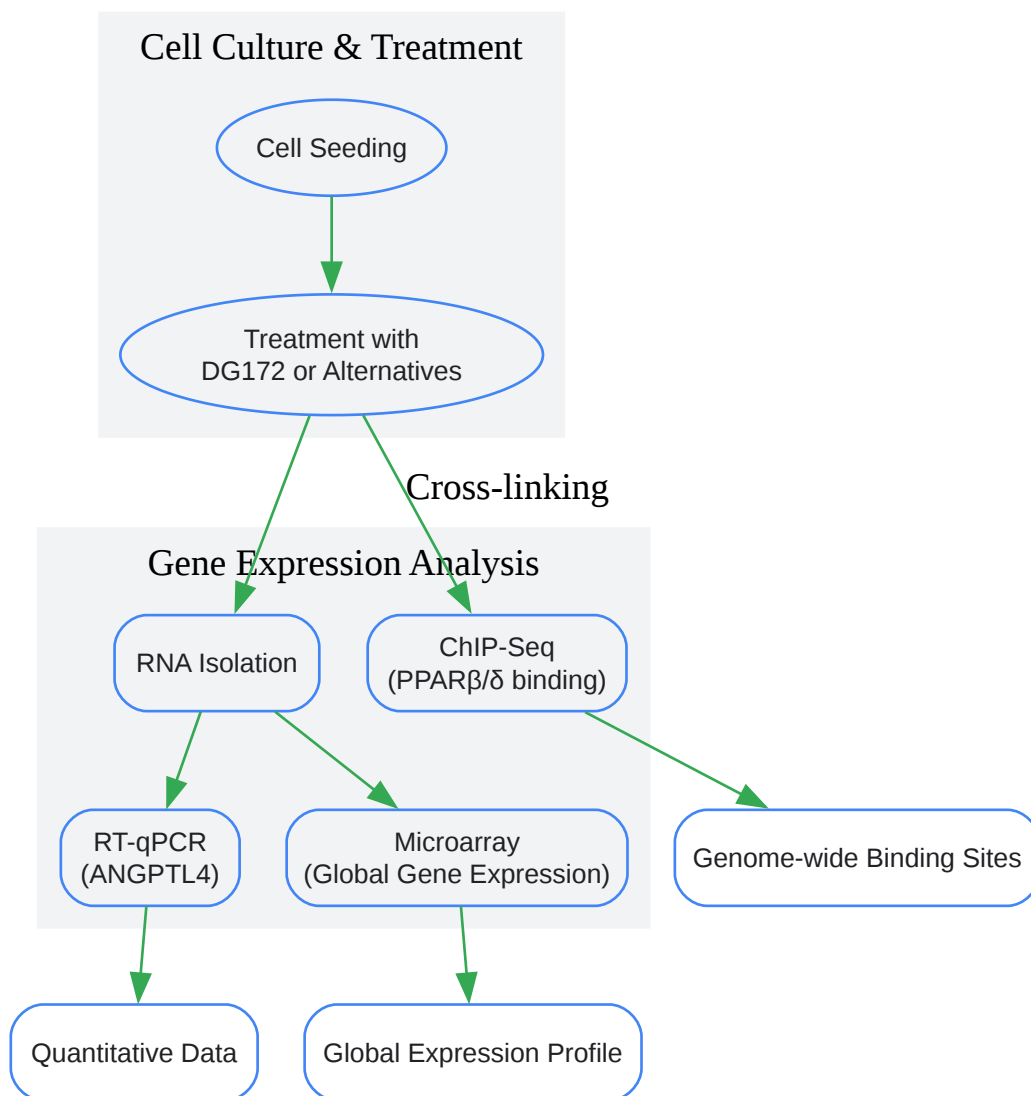 Cell Culture & Treatment
Cell Seeding
Treatment with
DG172 or Alternatives
Cross-linking
Gene Expression Analysis
RNA Isolation
ChIP-Seq
(PPARβ/δ binding)
RT-qPCR
(ANGPTL4)
Microarray
(Global Gene Expression)
Genome-wide Binding Sites
Quantitative Data
Global Expression Profile